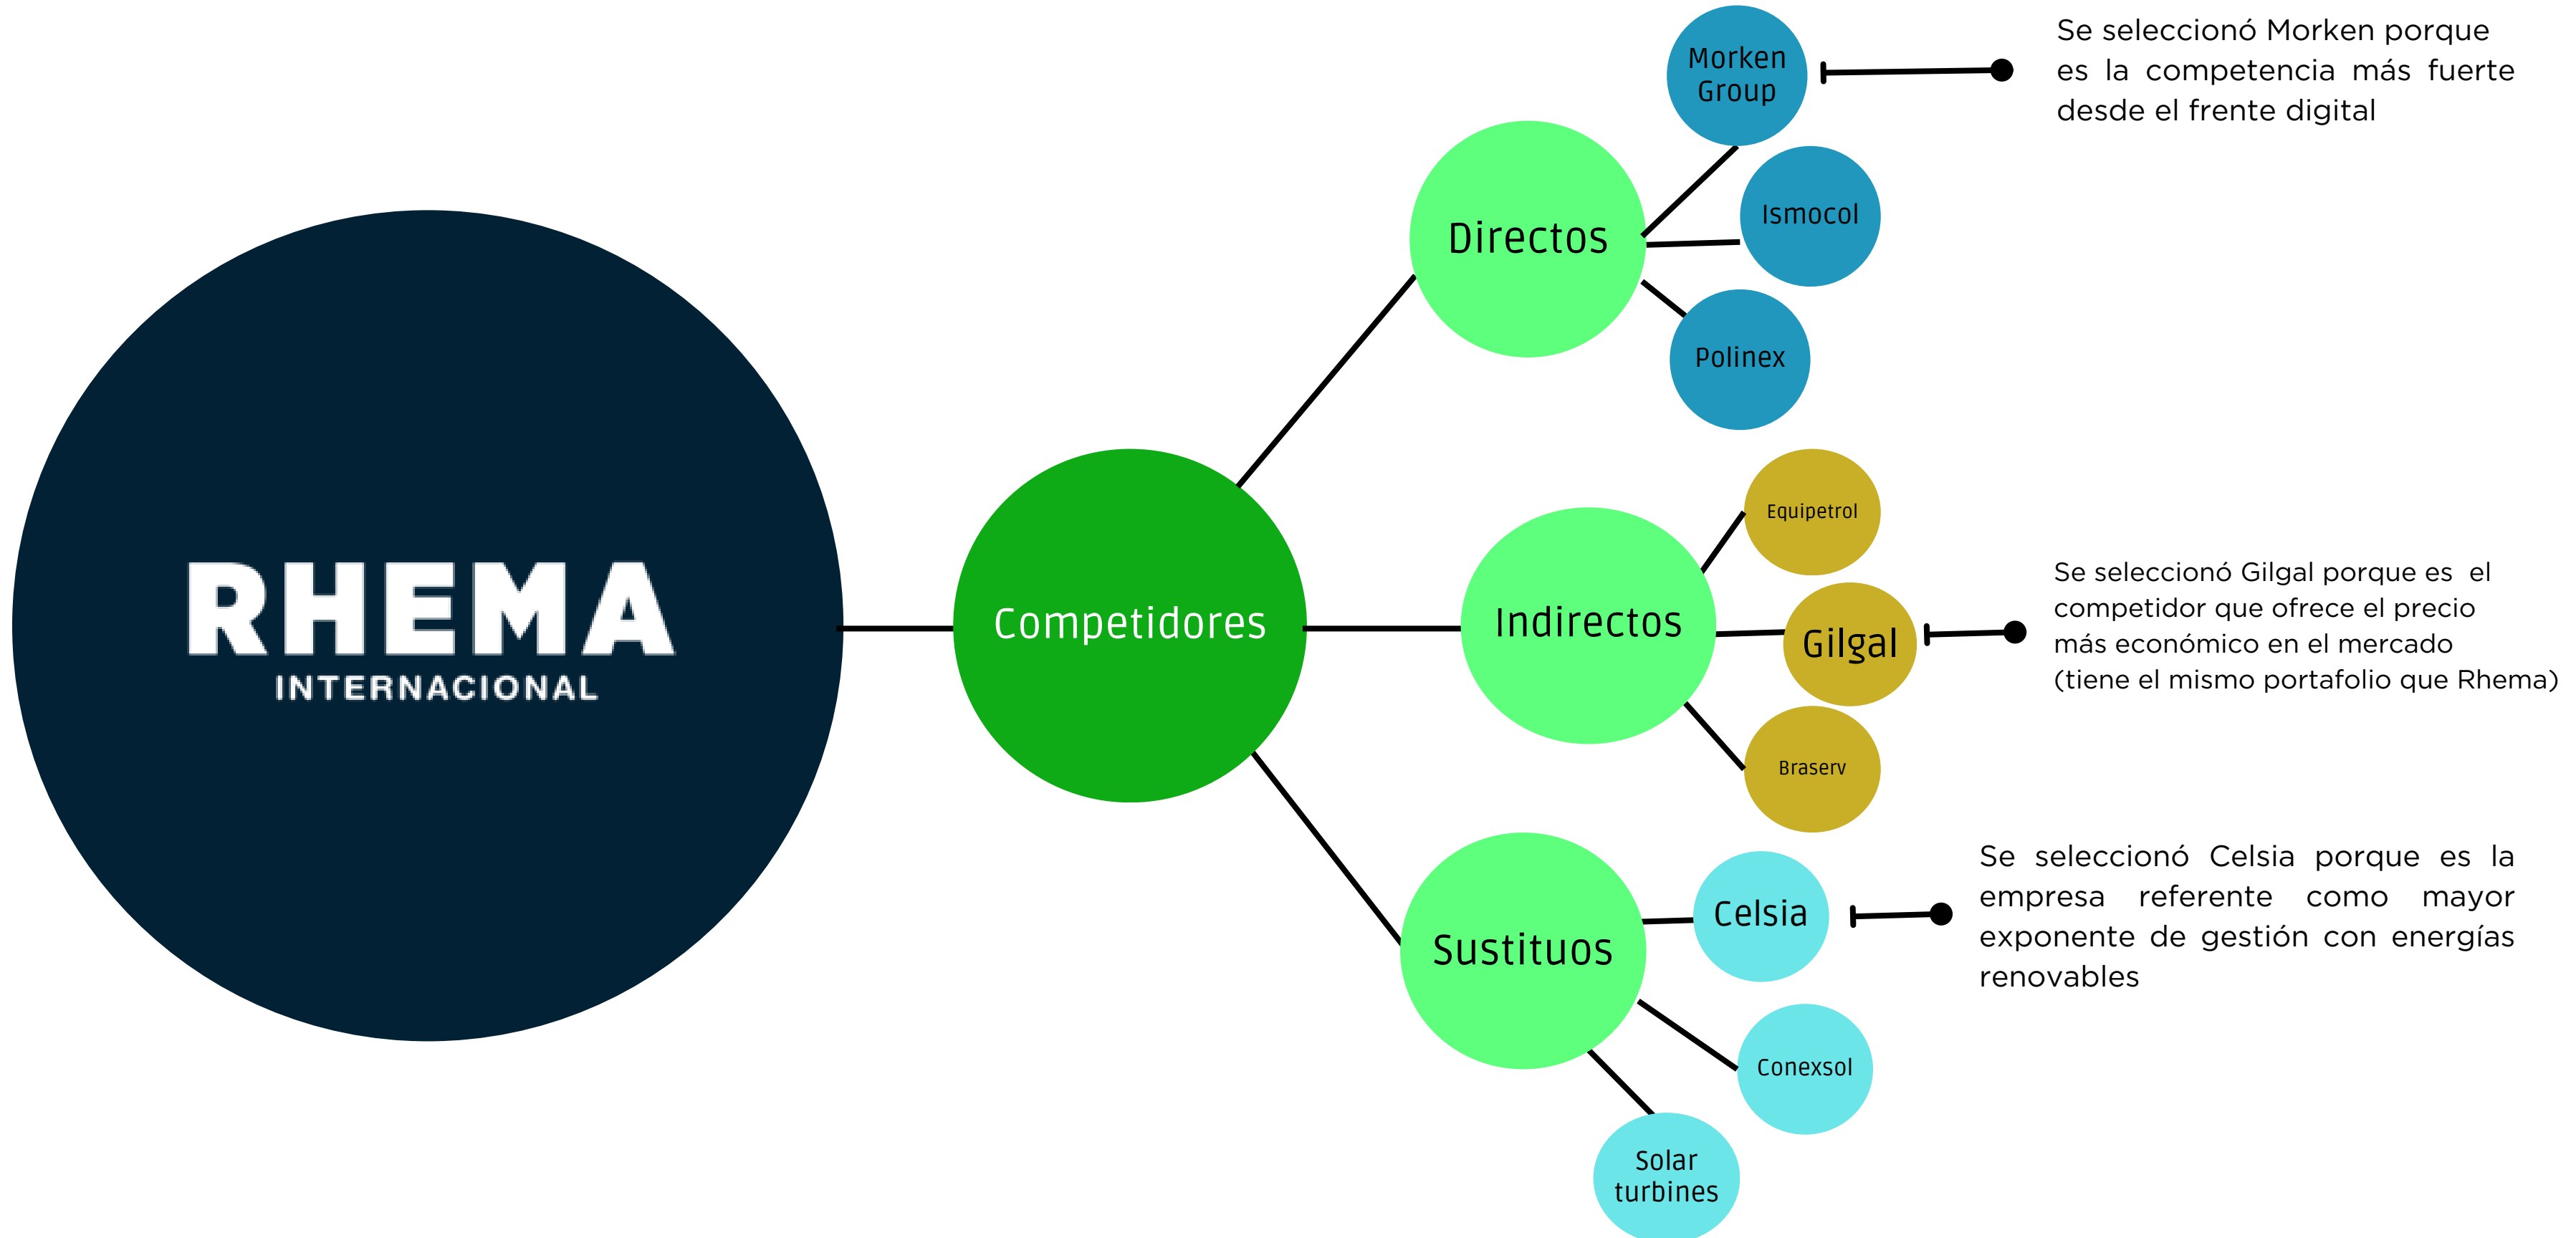 RHEMA
INTERNACIONAL
Competidores
Directos
Morken
Group
Se seleccionó Morken porque
es la competencia más fuerte
desde el frente digital
Ismocol
Polinex
Indirectos
Equipetrol
Gilgal
Se seleccionó Gilgal porque es el
competidor que ofrece el precio
más económico en el mercado
(tiene el mismo portafolio que Rhema)
Braserv
Sustituos
Celsia
Se seleccionó Celsia porque es la
empresa referente como mayor
exponente de gestión con energías
renovables
Conexsol
Solar
turbines